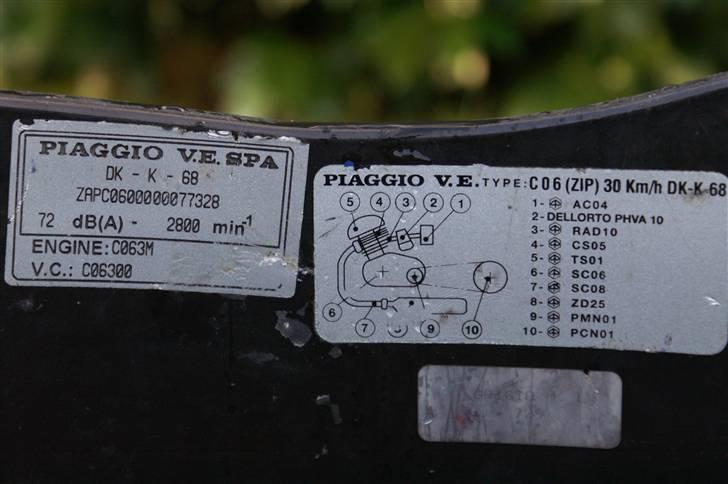 PIAGGIO V.E. SPA
DK - K - 68
ZAPC0600000077328
72 dB(A) - 2800 min-1
ENGINE: C063M
V.C.: C06300
PIAGGIO V.E. TYPE: C06 (ZIP) 30 Km/h DK-K-68
1- AC04
2- DELLORTO PHVA 10
3- RAD10
4- CS05
5- TS01
6- SC06
7- SC08
8- ZD25
9- PMN01
10- PCN01
5 4 3 2 1
6 7 8 9 10